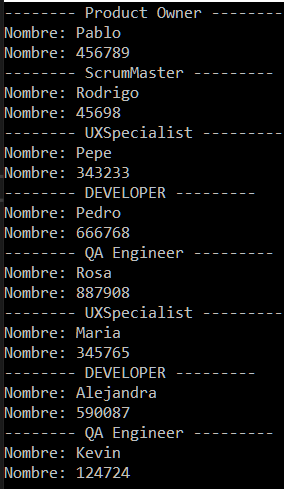 -------- Product Owner --------
Nombre: Pablo
Nombre: 456789
-------- ScrumMaster ---------
Nombre: Rodrigo
Nombre: 45698
-------- UXSpecialist ---------
Nombre: Pepe
Nombre: 343233
-------- DEVELOPER ---------
Nombre: Pedro
Nombre: 666768
-------- QA Engineer ---------
Nombre: Rosa
Nombre: 887908
-------- UXSpecialist ---------
Nombre: Maria
Nombre: 345765
-------- DEVELOPER ---------
Nombre: Alejandra
Nombre: 590087
-------- QA Engineer ---------
Nombre: Kevin
Nombre: 124724